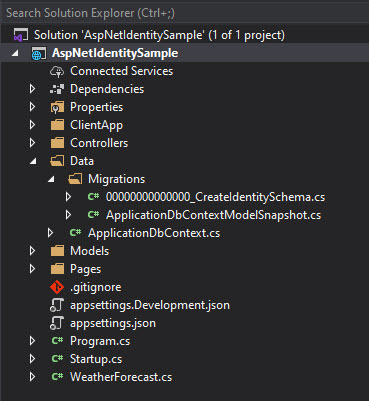 Search Solution Explorer (Ctrl+;)
Solution 'AspNetIdentitySample' (1 of 1 project)
AspNetIdentitySample
Connected Services
Dependencies
Properties
ClientApp
Controllers
Data
Migrations
C# 00000000000000_CreateIdentitySchema.cs
C# ApplicationDbContextModelSnapshot.cs
C# ApplicationDbContext.cs
Models
Pages
.gitignore
appsettings.Development.json
appsettings.json
C# Program.cs
C# Startup.cs
C# WeatherForecast.cs